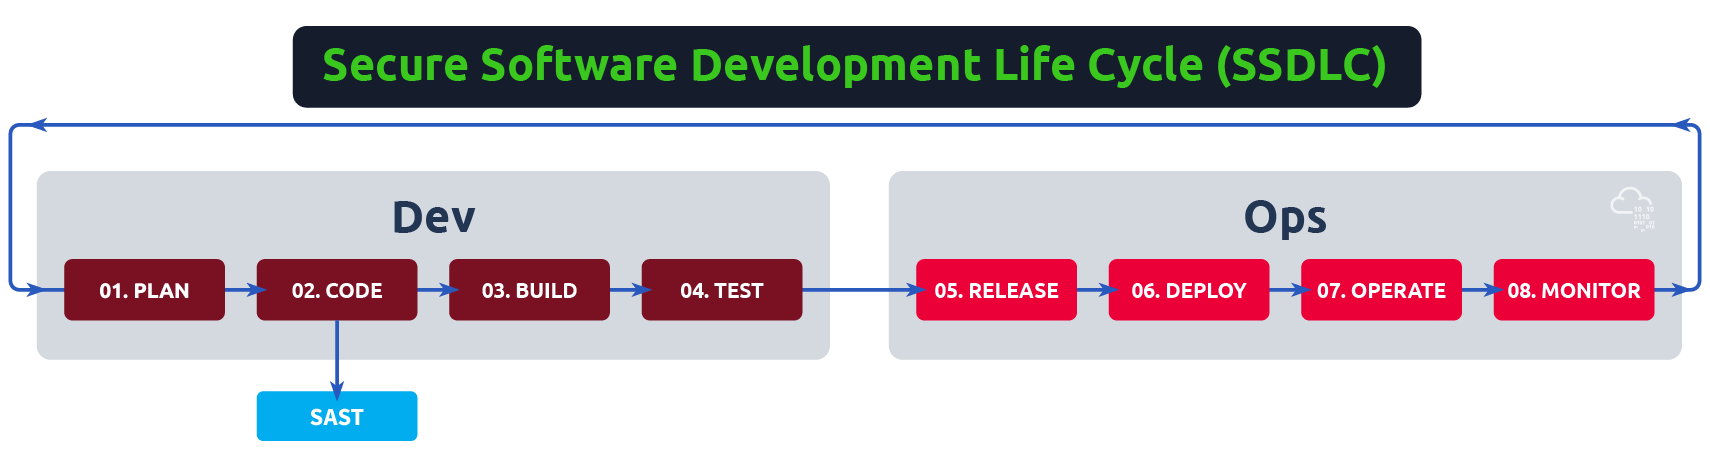 Secure Software Development Life Cycle (SSDLC)
Dev
Ops
01. PLAN
02. CODE
03. BUILD
04. TEST
05. RELEASE
06. DEPLOY
07. OPERATE
08. MONITOR
SAST